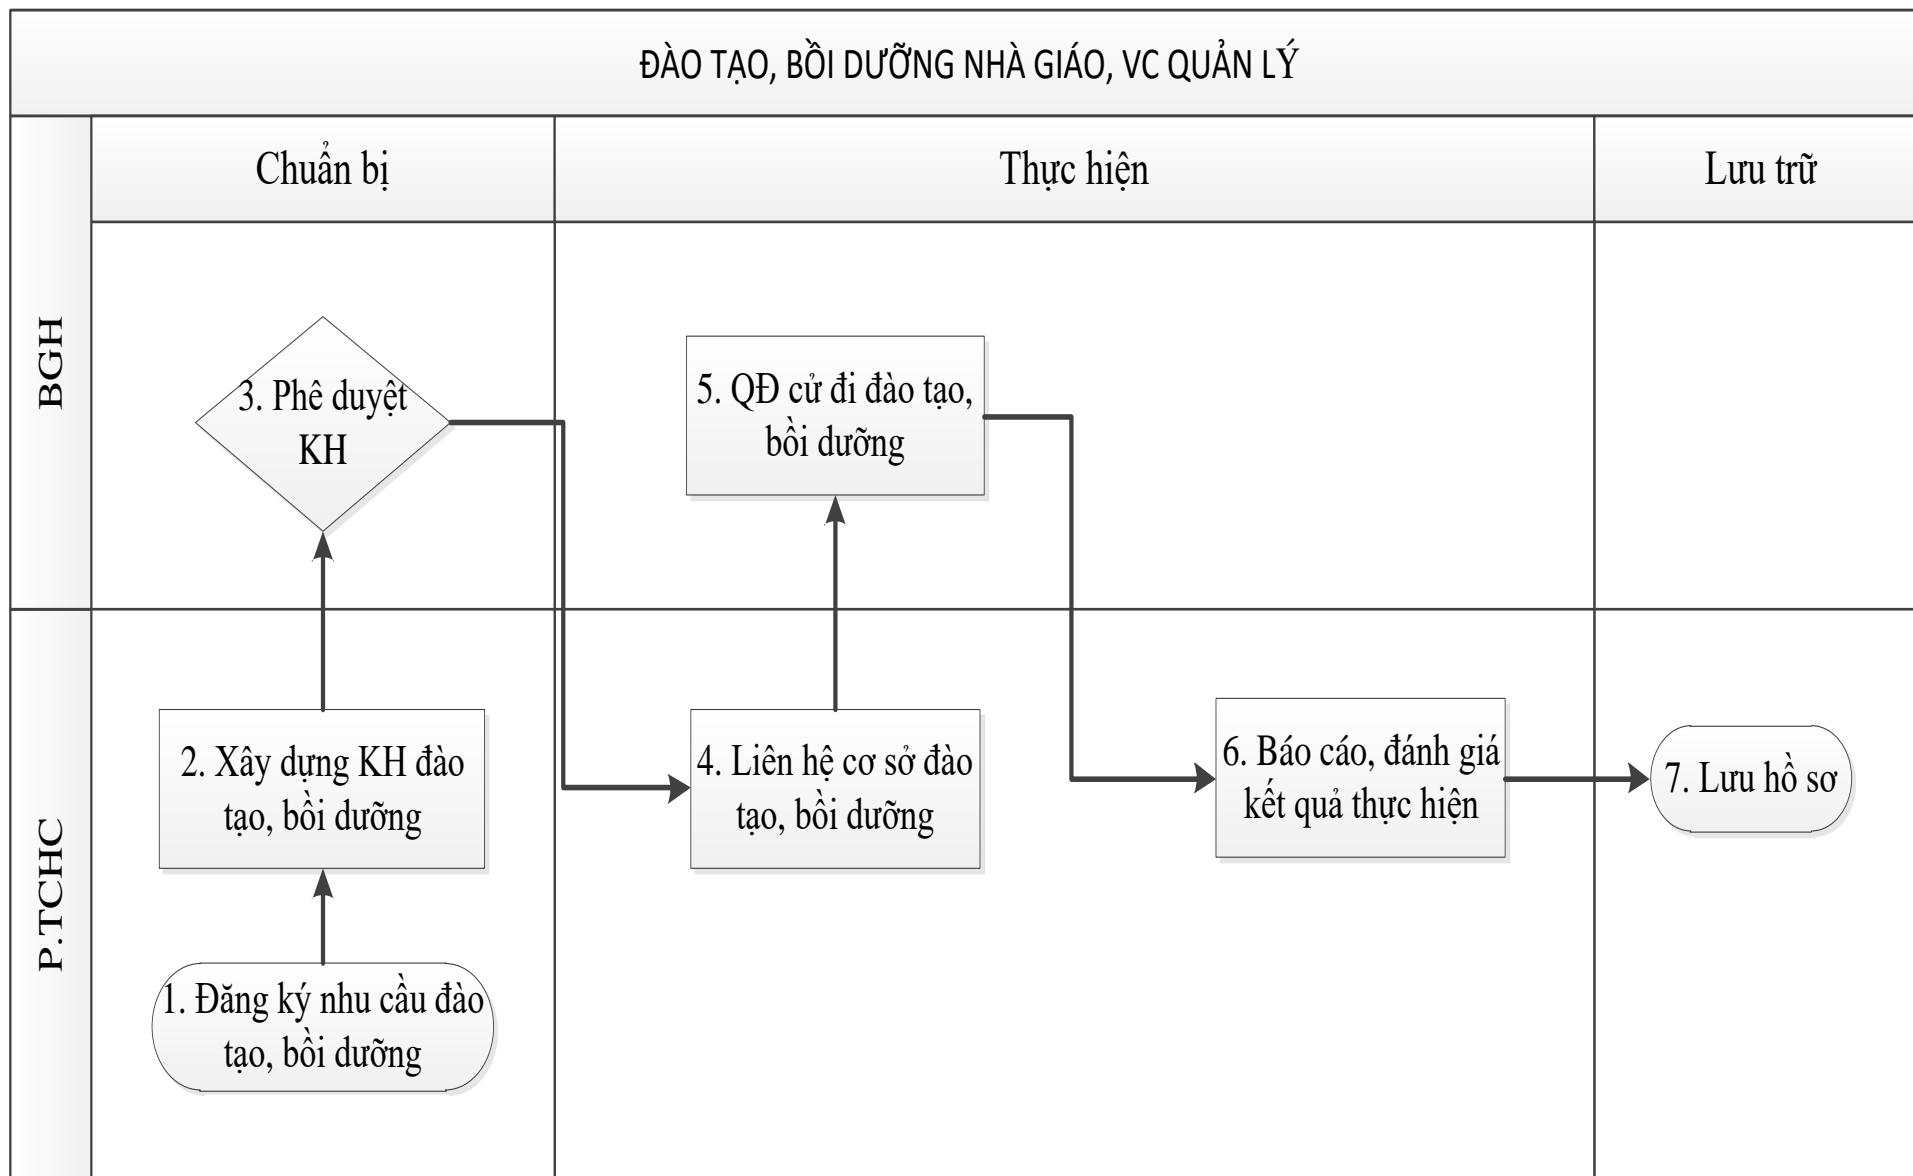 ĐÀO TẠO, BỒI DƯỠNG NHÀ GIÁO, VC QUẢN LÝ
Chuẩn bị
Thực hiện
Lưu trữ
BGH
3. Phê duyệt
KH
5. QĐ cử đi đào tạo,
bồi dưỡng
P.TCHC
2. Xây dựng KH đào
tạo, bồi dưỡng
4. Liên hệ cơ sở đào
tạo, bồi dưỡng
6. Báo cáo, đánh giá
kết quả thực hiện
7. Lưu hồ sơ
1. Đăng ký nhu cầu đào
tạo, bồi dưỡng